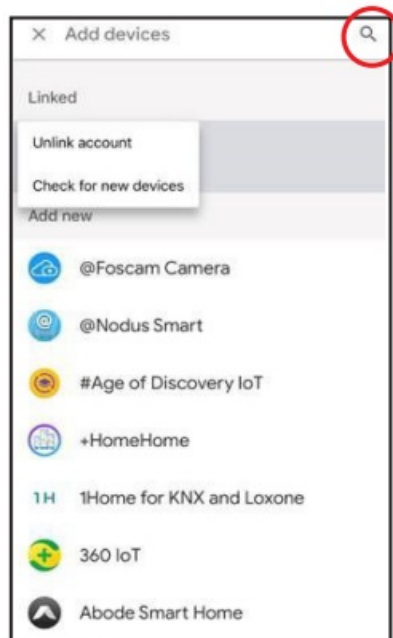 Add devices
Linked
Unlink account
Check for new devices
Add new
@Foscam Camera
@Nodus Smart
#Age of Discovery IoT
+HomeHome
1H 1Home for KNX and Loxone
360 IoT
Abode Smart Home